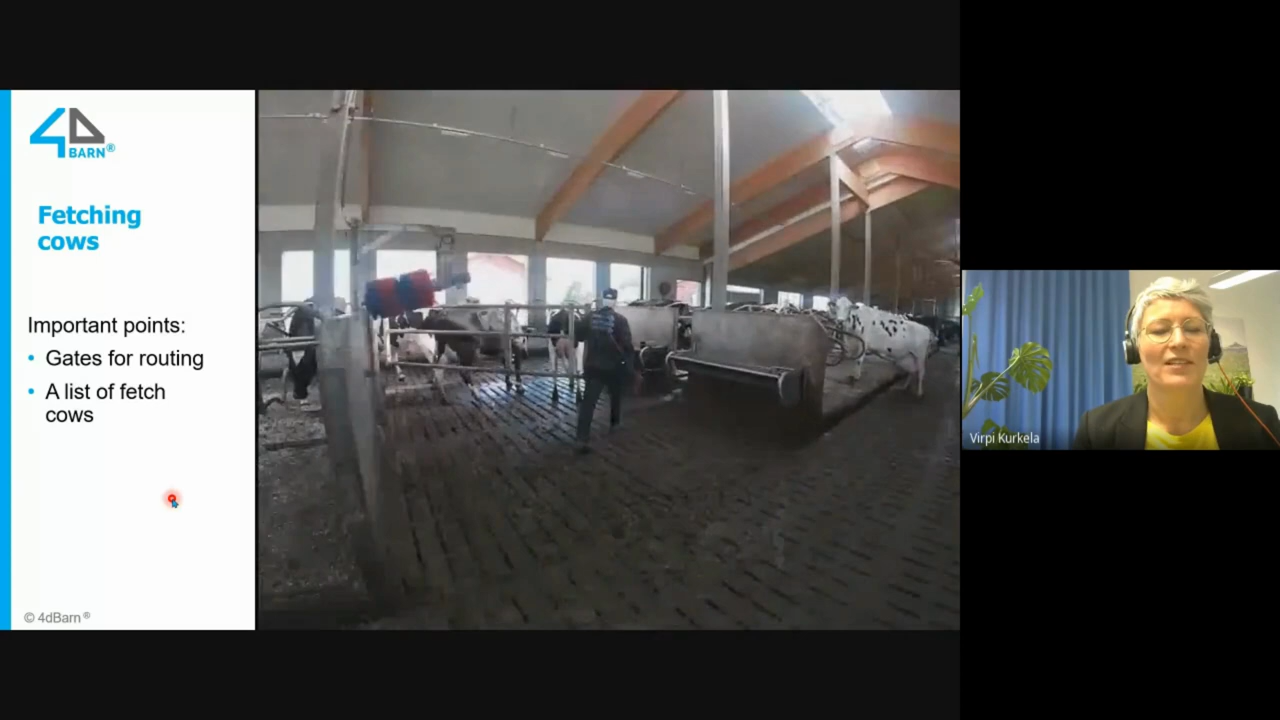 4D
BARN®
Fetching
cows
Important points:
• Gates for routing
• A list of fetch
cows
© 4dBarn®
Virpi Kurkela